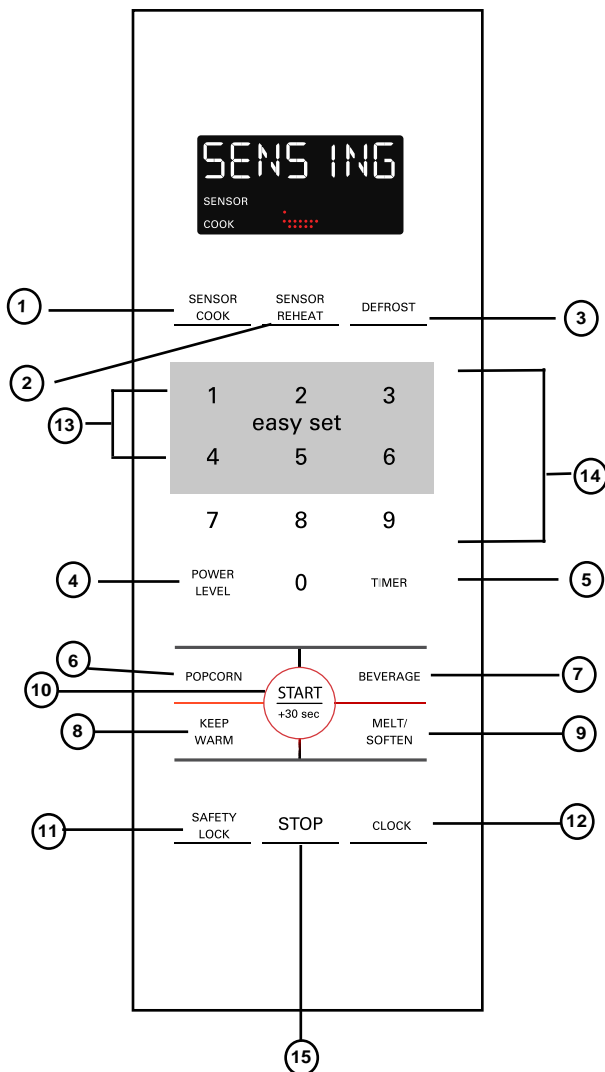 SENSING
SENSOR
COOK
1
SENSOR
COOK
SENSOR
REHEAT
DEFROST
3
2
13
1 2 3
easy set
4 5 6
14
7 8 9
4
POWER
LEVEL
0
TIMER
5
6
POPCORN
BEVERAGE
7
10
START
+30 sec
8
KEEP
WARM
MELT/
SOFTEN
9
11
SAFETY
LOCK
STOP
CLOCK
12
15